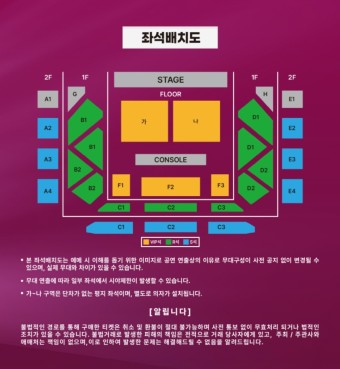 좌석배치도
2F 1F 1F 2F
STAGE
FLOOR
A1 G H E1
가 나
A2 B1 D1 E2
A3 B1 D1 E3
CONSOLE
A4 B2 D2 E4
B2 F1 F2 F3 D2
C1 C2 C3
C1 C2 C3
VIP석 R석 S석
• 본 좌석배치도는 예매 시 이해를 돕기 위한 이미지로 공연 연출상의 이유로 무대구성이 사전 공지 없이 변경될 수
있으며, 실제 무대와 차이가 있을 수 있습니다.
• 무대 연출에 따라 일부 좌석에서 시야제한이 발생할 수 있습니다.
• 가~나 구역은 단차가 없는 평지 좌석이며, 별도로 의자가 설치됩니다.
[알립니다]
불법적인 경로를 통해 구매한 티켓은 취소 및 환불이 절대 불가능하며 사전 통보 없이 무효처리 되거나 법적인
조치가 있을 수 있습니다. 불법거래로 발생한 피해의 책임은 전적으로 거래 당사자에게 있고, 주최 / 주관사와
예매처는 책임이 없으며,이로 인하여 발생한 문제는 해결해드릴 수 없음을 알려드립니다.